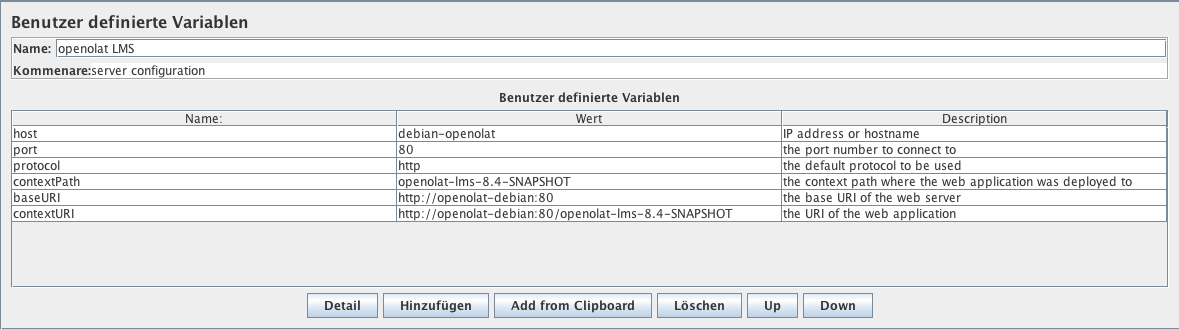 Benutzer definierte Variablen
Name: openolat LMS
Kommenare:server configuration
Benutzer definierte Variablen
Name: Wert Description
host debian-openolat IP address or hostname
port 80 the port number to connect to
protocol http the default protocol to be used
contextPath openolat-lms-8.4-SNAPSHOT the context path where the web application was deployed to
baseURI http://openolat-debian:80 the base URI of the web server
contextURI http://openolat-debian:80/openolat-lms-8.4-SNAPSHOT the URI of the web application
Detail Hinzufügen Add from Clipboard Löschen Up Down